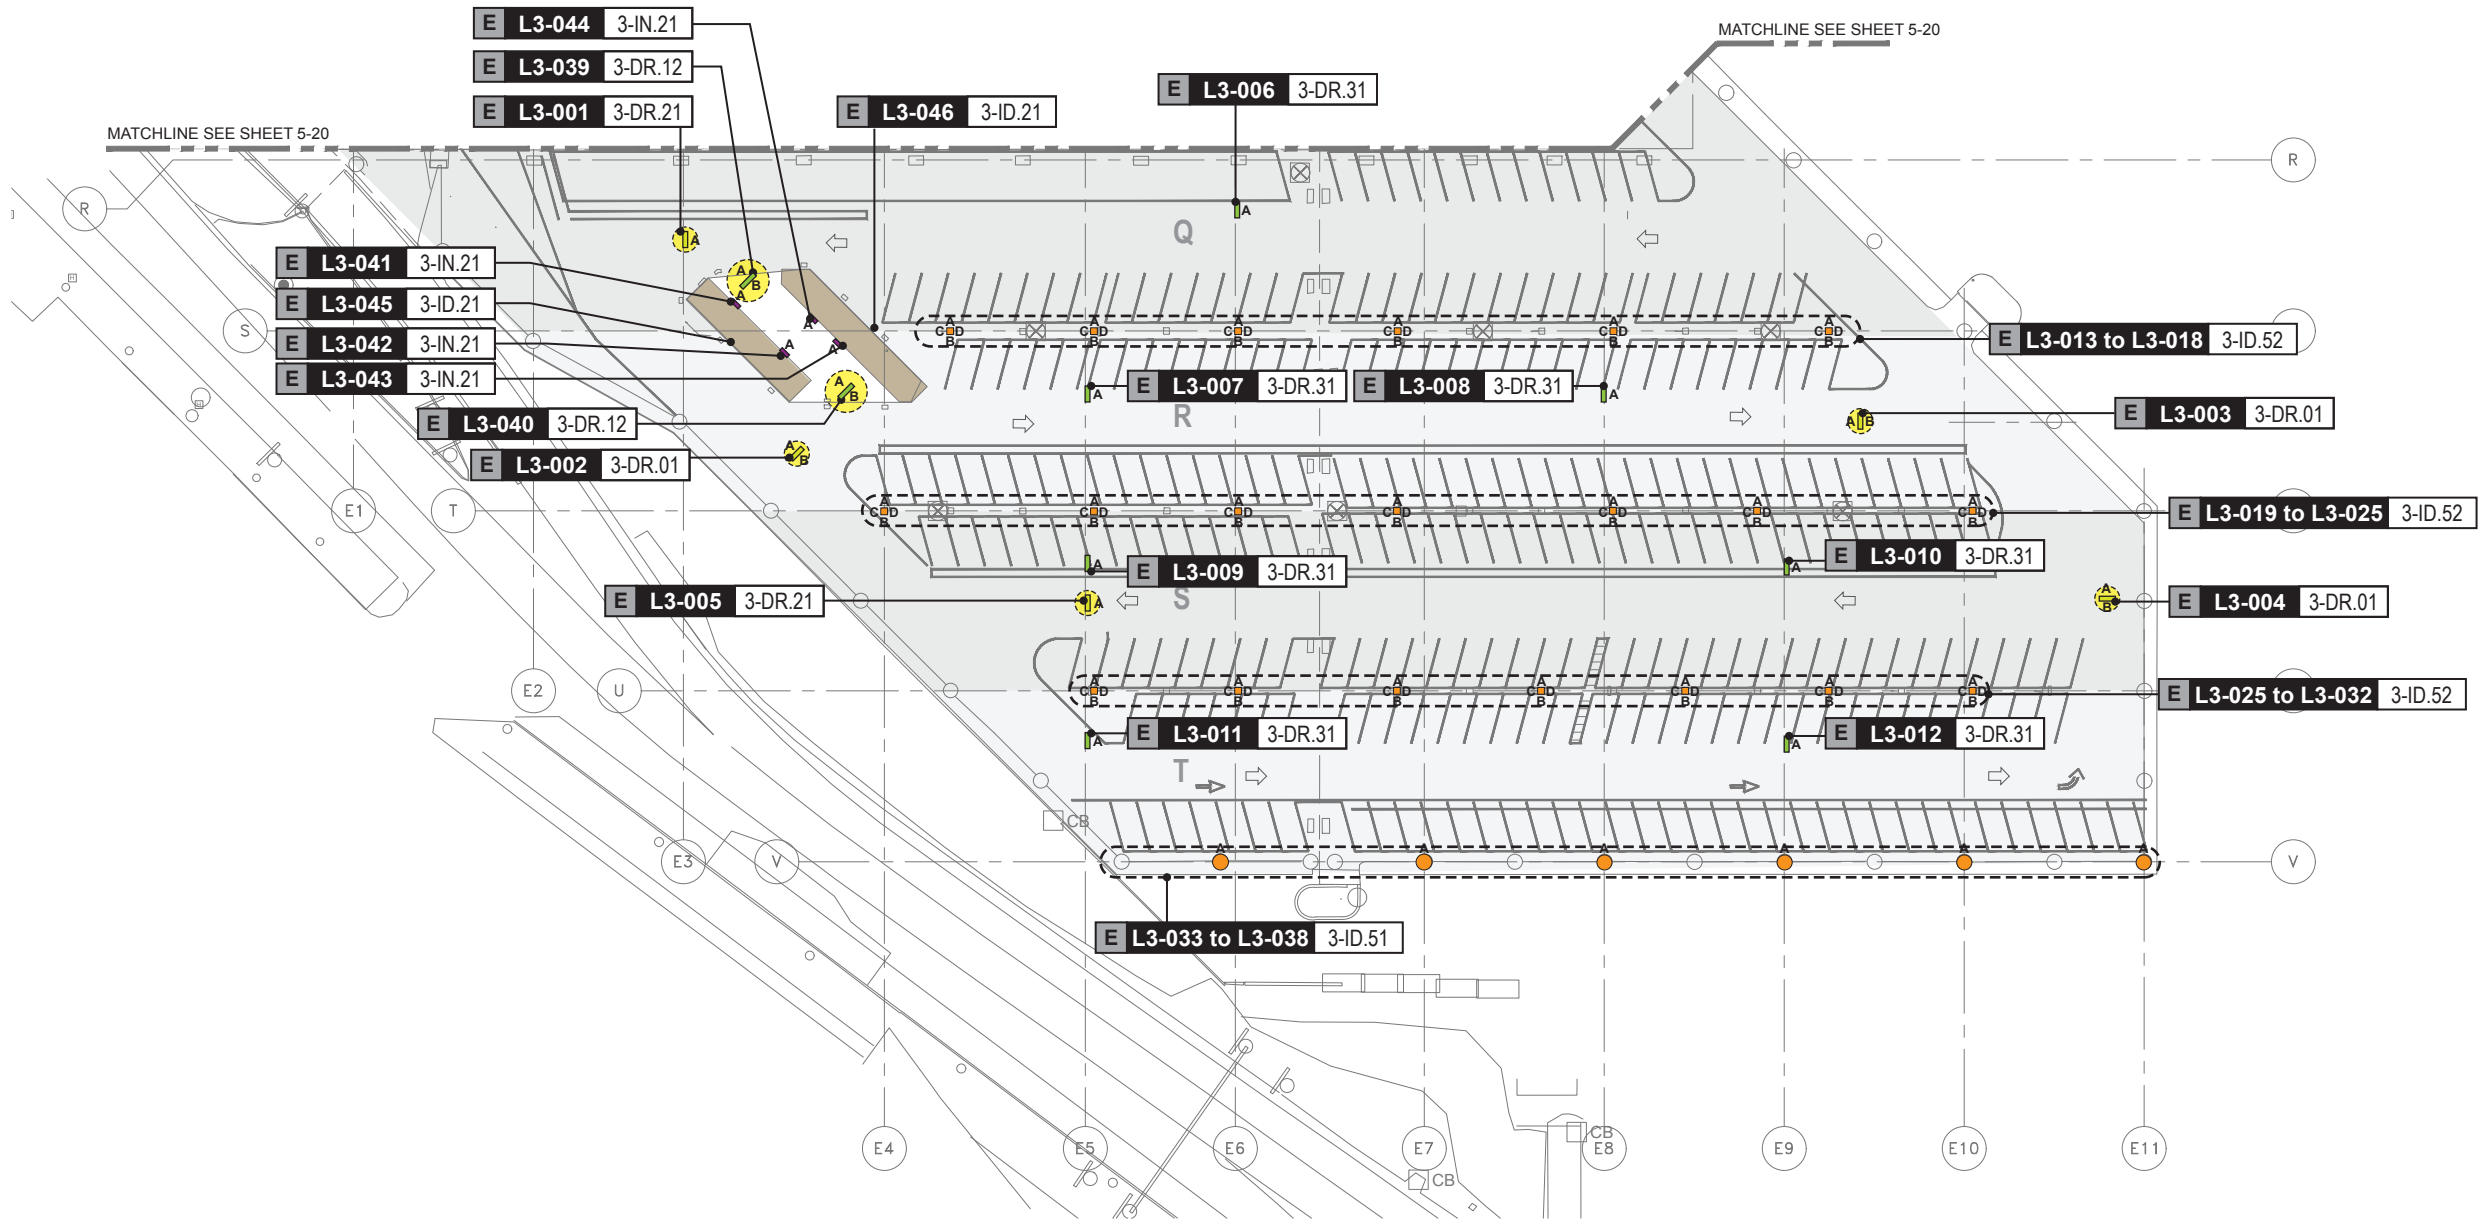 E L3-044 3-IN.21
MATCHLINE SEE SHEET 5-20
E L3-039 3-DR.12
E L3-006 3-DR.31
E L3-001 3-DR.21
E L3-046 3-ID.21
MATCHLINE SEE SHEET 5-20
R
R
A
Q
A
E L3-041 3-IN.21
A
B
E L3-045 3-ID.21
A
A
S
A
C D
B
A
C D
B
A
C D
B
A
C D
B
A
C D
B
A
C D
B
E L3-013 to L3-018 3-ID.52
E L3-042 3-IN.21
A
A
E L3-043 3-IN.21
A
B
A
E L3-007 3-DR.31
E L3-008 3-DR.31
A
R
A B
E L3-003 3-DR.01
E L3-040 3-DR.12
E L3-002 3-DR.01
A
B
E1
T
A
C D
B
A
C D
B
A
C D
B
A
C D
B
A
C D
B
A
C D
B
A
C D
B
E L3-019 to L3-025 3-ID.52
A
E L3-009 3-DR.31
A
E L3-010 3-DR.31
E L3-005 3-DR.21
A
S
A
B
E L3-004 3-DR.01
E2
U
A
C D
B
A
C D
B
A
C D
B
A
C D
B
A
C D
B
A
C D
B
A
C D
B
E L3-025 to L3-032 3-ID.52
A
E L3-011 3-DR.31
A
E L3-012 3-DR.31
T
CB
E3
V
A
A
A
A
A
A
V
E L3-033 to L3-038 3-ID.51
E4
E5
E6
E7
CB
E8
E9
E10
E11
CB